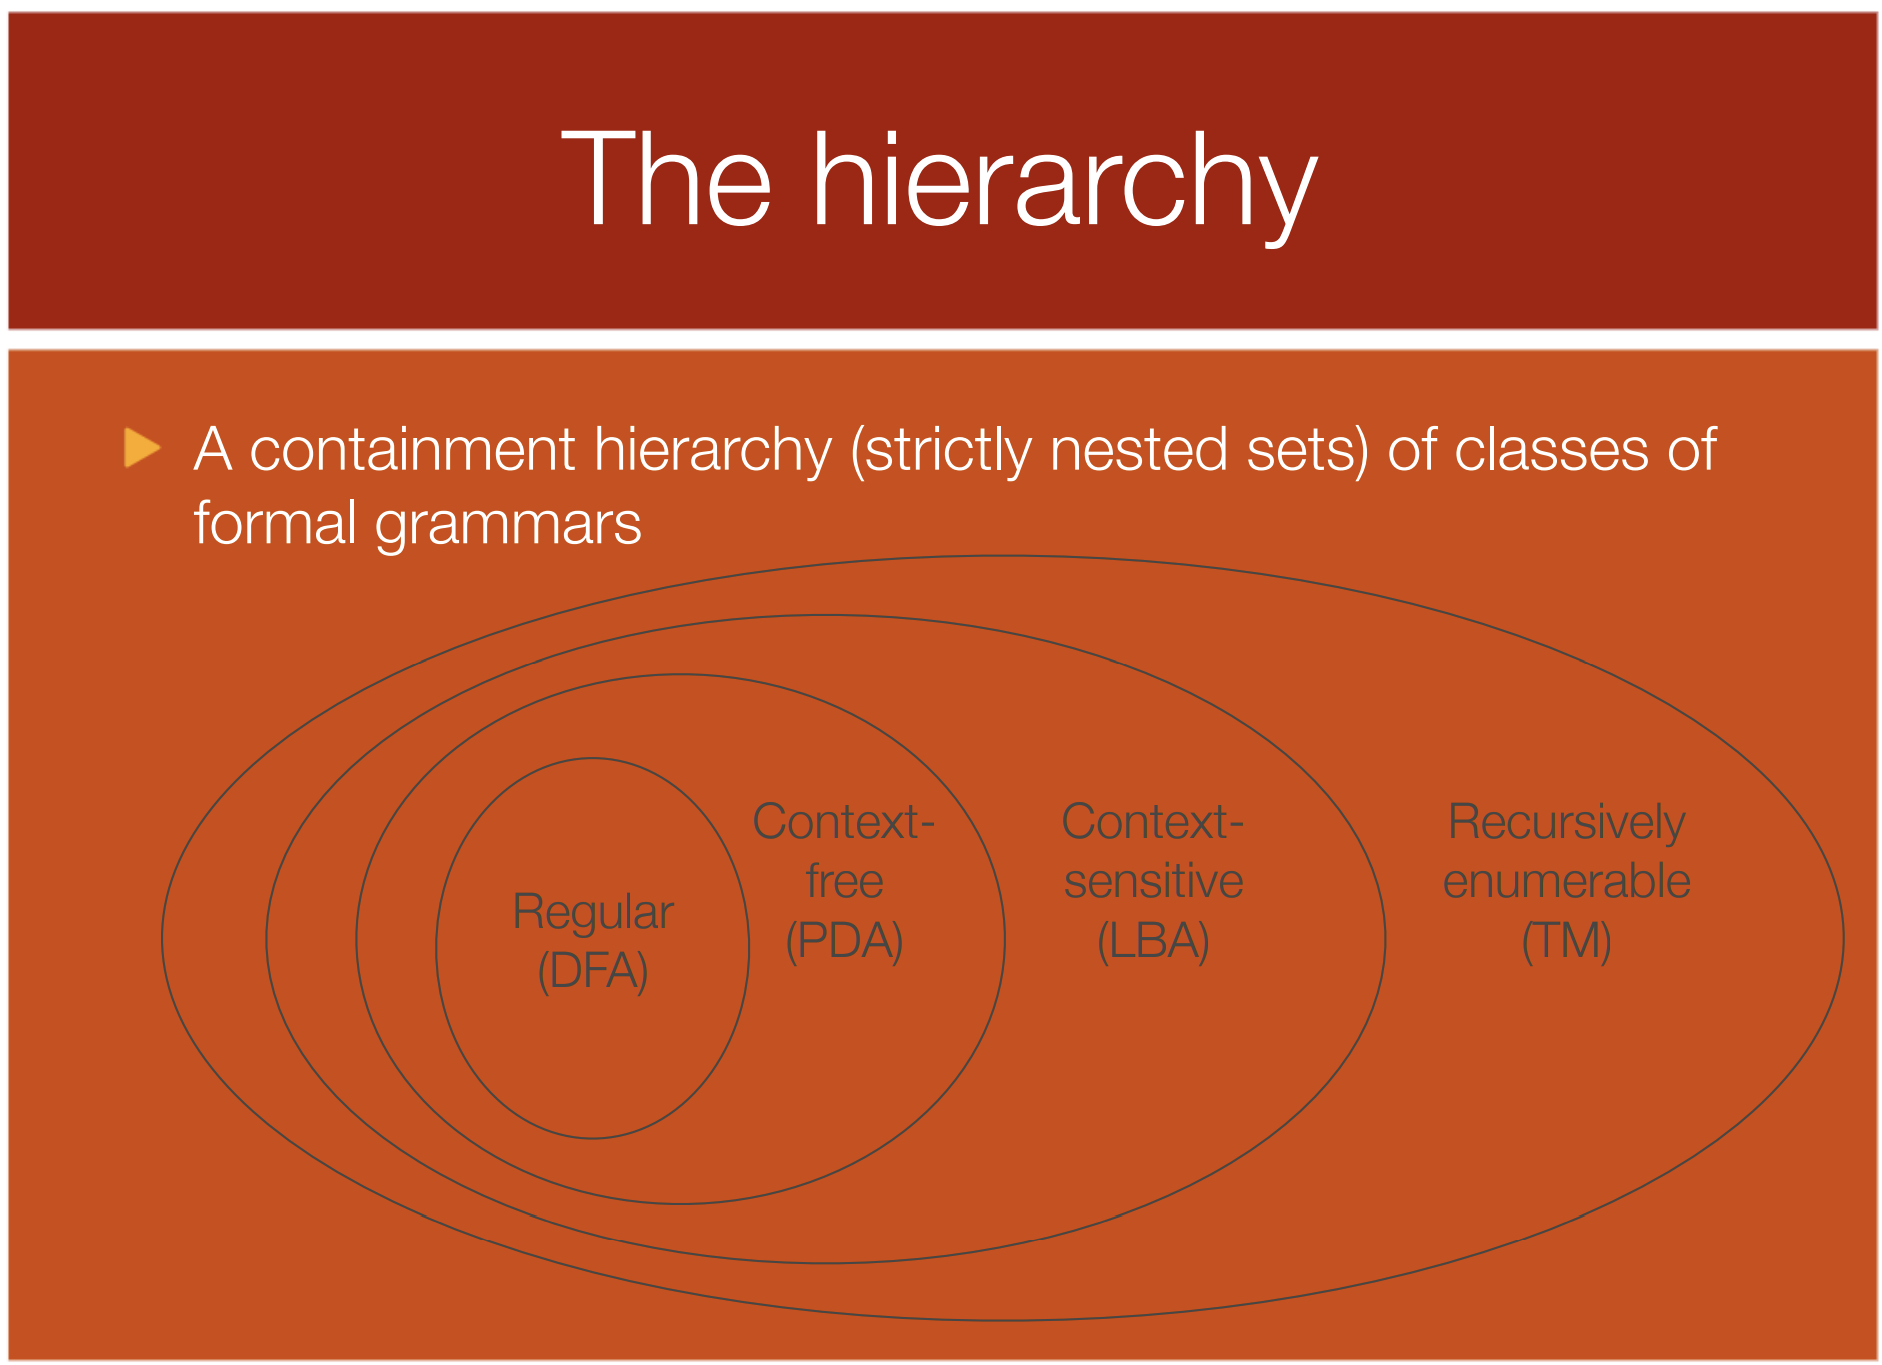 The hierarchy
A containment hierarchy (strictly nested sets) of classes of
formal grammars
Regular
(DFA)
Context-
free
(PDA)
Context-
sensitive
(LBA)
Recursively
enumerable
(TM)